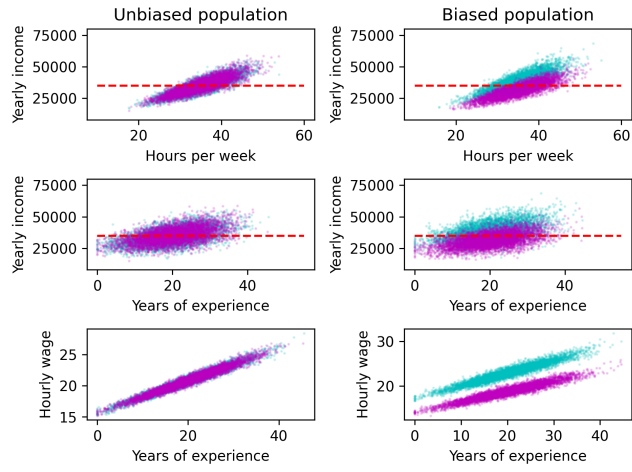 Unbiased population
Biased population
75000
50000
25000
Yearly income
20
40
60
Hours per week
75000
50000
25000
Yearly income
20
40
60
Hours per week
75000
50000
25000
Yearly income
0
20
40
Years of experience
75000
50000
25000
Yearly income
0
20
40
Years of experience
25
20
15
Hourly wage
0
20
40
Years of experience
30
20
Hourly wage
0
10
20
30
40
Years of experience